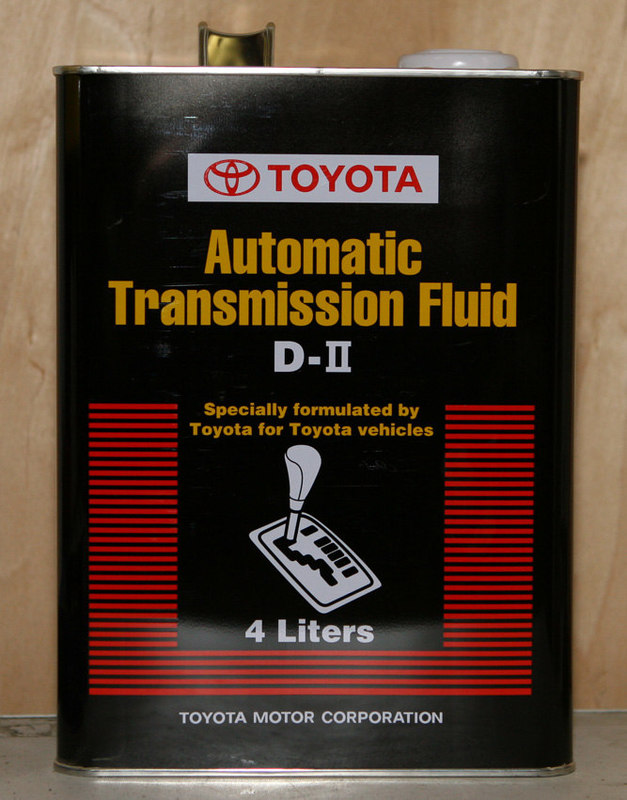 TOYOTA
Automatic
Transmission Fluid
D-II
Specially formulated by
Toyota for Toyota vehicles
4 Liters
TOYOTA MOTOR CORPORATION